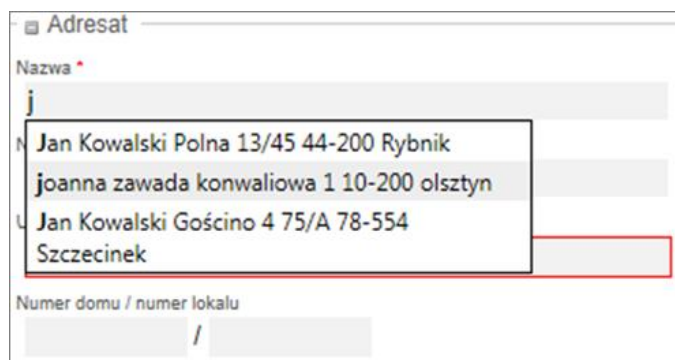 Adresat
Nazwa *
j
N
Jan Kowalski Polna 13/45 44-200 Rybnik
joanna zawada konwaliowa 1 10-200 olsztyn
U
Jan Kowalski Gościno 4 75/A 78-554
Szczecinek
Numer domu / numer lokalu
/